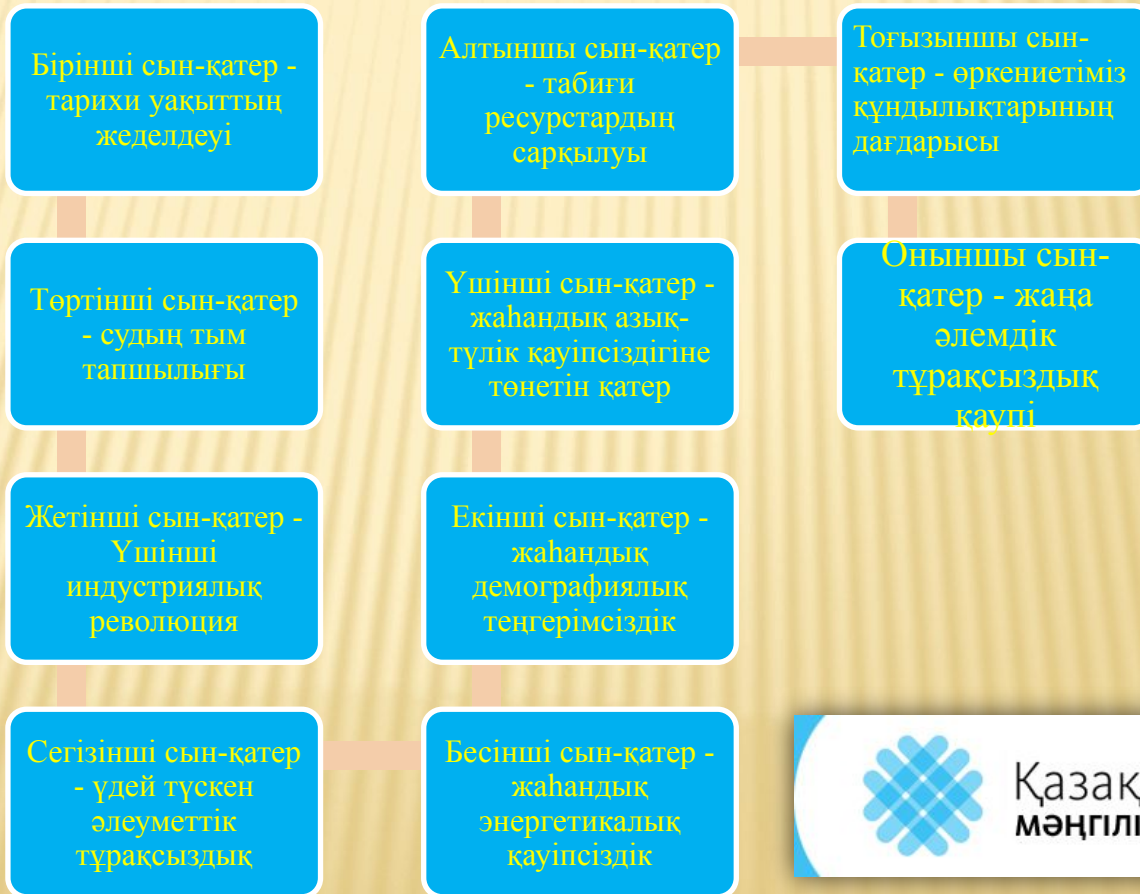 Бірінші сын-қатер -
тарихи уақыттың
жеделдеуі
Төртінші сын-қатер
- судың тым
тапшылығы
Жетінші сын-қатер -
Үшінші
индустриялық
революция
Сегізінші сын-қатер
- үдей түскен
әлеуметтік
тұрақсыздық
Бесінші сын-қатер -
жаһандық
энергетикалық
қауіпсіздік
Екінші сын-қатер -
жаһандық
демографиялық
теңгерімсіздік
Үшінші сын-қатер -
жаһандық азық-
түлік қауіпсіздігіне
төнетін қатер
Алтыншы сын-қатер
- табиғи
ресурстардың
сарқылуы
Тоғызыншы сын-
қатер - өркениетіміз
құндылықтарының
дағдарысы
Оныншы сын-
қатер - жаңа
әлемдік
тұрақсыздық
қаупі